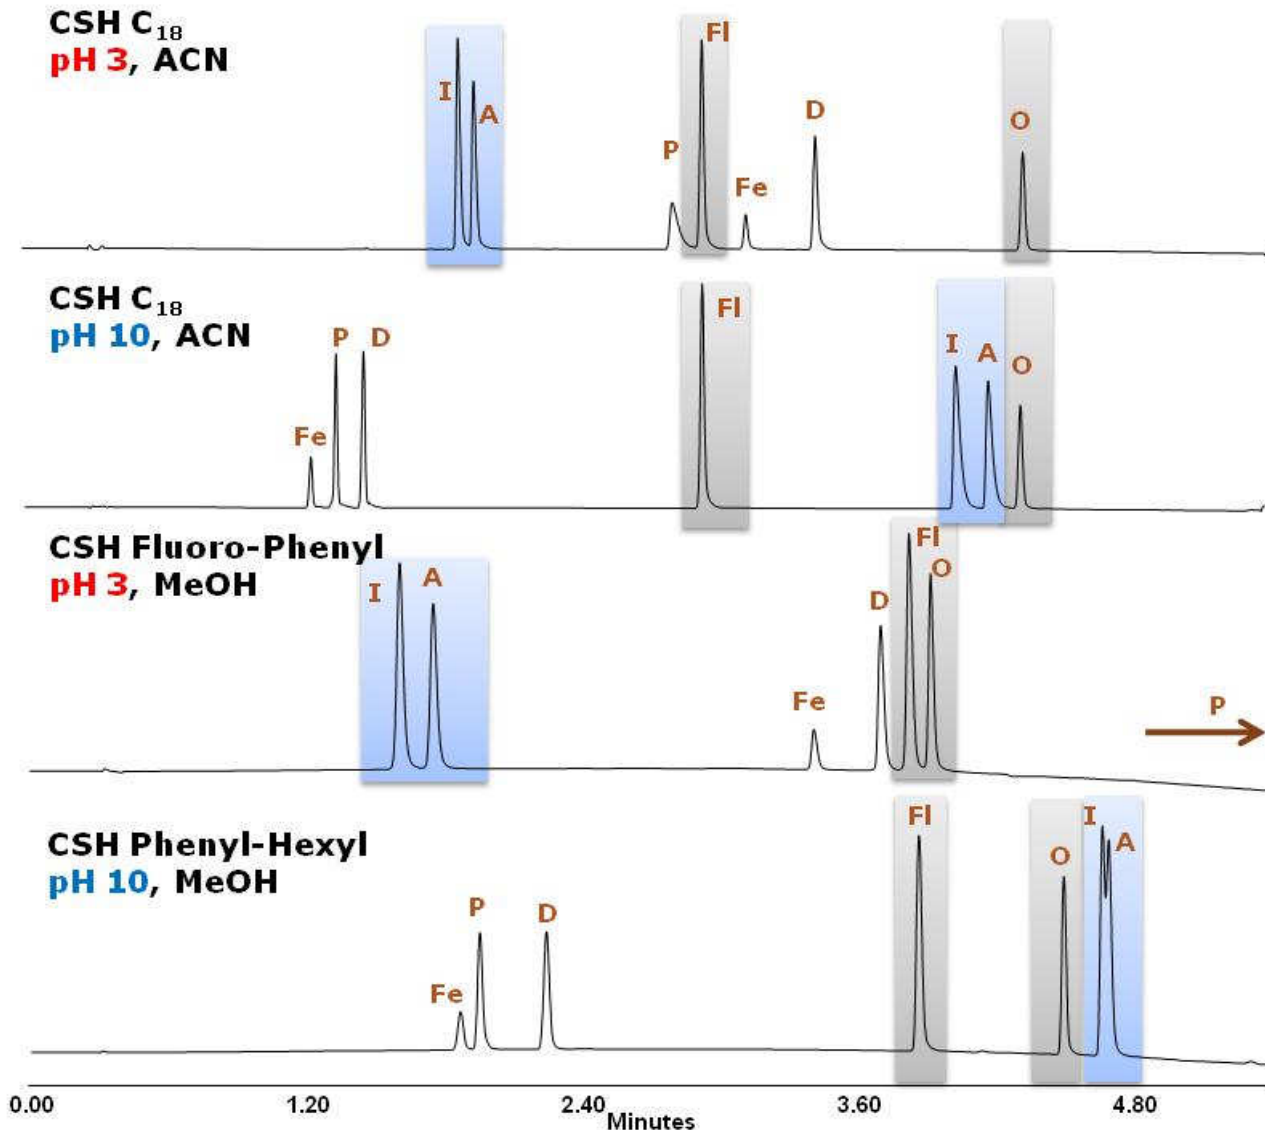 CSH C18
pH 3, ACN
I
A
P
Fl
Fe
D
O
CSH C18
pH 10, ACN
Fe
P
D
Fl
I
A
O
CSH Fluoro-Phenyl
pH 3, MeOH
I
A
Fe
D
Fl
O
P
CSH Phenyl-Hexyl
pH 10, MeOH
Fe
P
D
Fl
O
I
A
0.00 1.20 2.40 3.60 4.80
Minutes